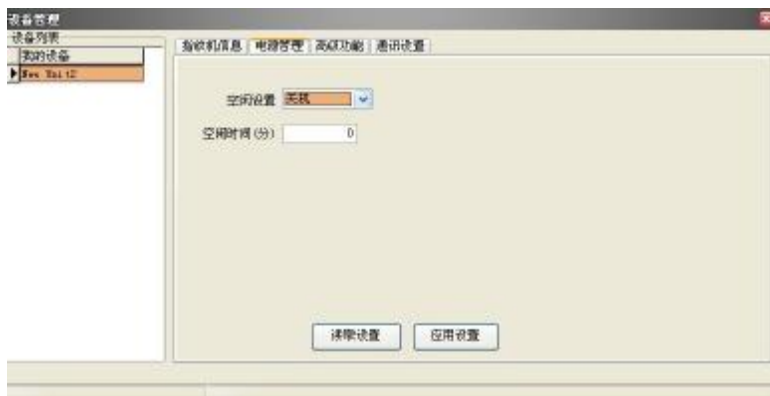 设备管理
设备列表
我的设备
指纹机信息 电源管理 高级功能 通讯设置
空闲设置 关机
空闲时间(分) 0
读取设置 应用设置